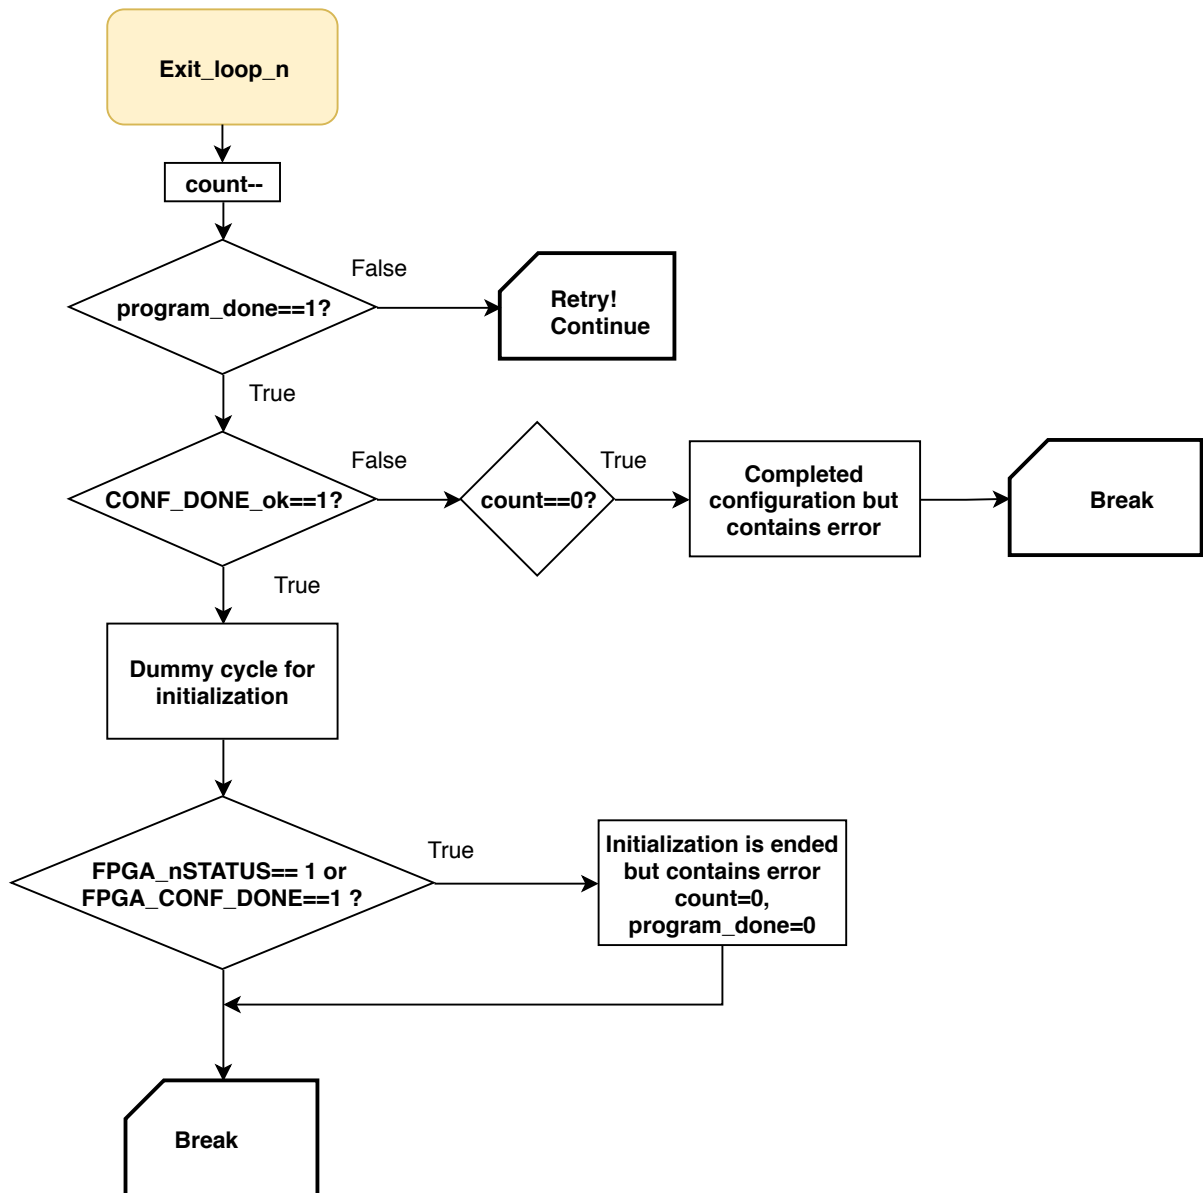 Exit_loop_n
count--
program_done==1?
False
Retry!
Continue
True
CONF_DONE_ok==1?
False
count==0?
True
Completed
configuration but
contains error
Break
True
Dummy cycle for
initialization
FPGA_nSTATUS== 1 or
FPGA_CONF_DONE==1 ?
True
Initialization is ended
but contains error
count=0,
program_done=0
Break